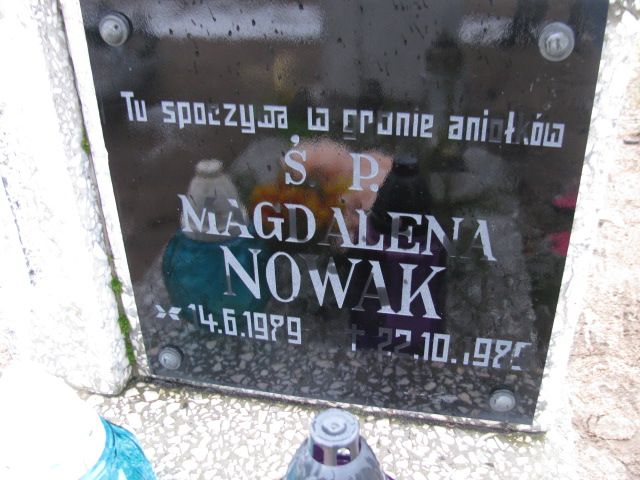 Tu spoczywa w gronie aniołków
Ś. P.
MAGDALENA
NOWAK
* 14.6.1979